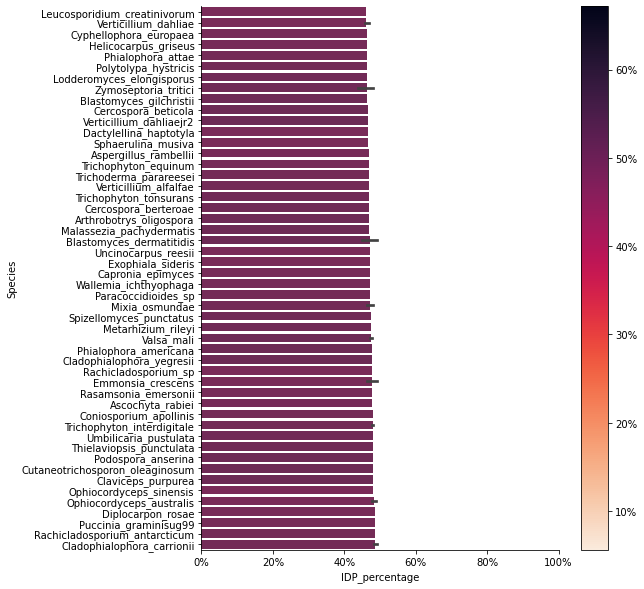 Leucosporidium_creatinivorum
Verticillium_dahliae
Cyphellophora_europaea
Helicocarpus_griseus
Phialophora_attae
Polytolypa_hystricis
Lodderomyces_elongisporus
Zymoseptoria_tritici
Blastomyces_gilchristii
Cercospora_beticola
Verticillium_dahliaejr2
Dactylellina_haptotyla
Sphaerulina_musiva
Aspergillus_rambellii
Trichophyton_equinum
Trichoderma_parareesei
Verticillium_alfalfae
Trichophyton_tonsurans
Cercospora_berteroae
Arthrobotrys_oligospora
Malassezia_pachydermatis
Blastomyces_dermatitidis
Uncinocarpus_reesii
Exophiala_sideris
Capronia_epimyces
Wallemia_ichthyophaga
Paracoccidioides_sp
Mixia_osmundae
Spizellomyces_punctatus
Metarhizium_rileyi
Valsa_mali
Phialophora_americana
Cladophialophora_yegresii
Rachicladosporium_sp
Emmonsia_crescens
Rasamsonia_emersonii
Ascochyta_rabiei
Coniosporium_apollinis
Trichophyton_interdigitale
Umbilicaria_pustulata
Thielaviopsis_punctulata
Podospora_anserina
Cutaneotrichosporon_oleaginosum
Claviceps_purpurea
Ophiocordyceps_sinensis
Ophiocordyceps_australis
Diplocarpon_rosae
Puccinia_graminisug99
Rachicladosporium_antarcticum
Cladophialophora_carrionii
Species
0% 20% 40% 60% 80% 100%
IDP_percentage
60%
50%
40%
30%
20%
10%